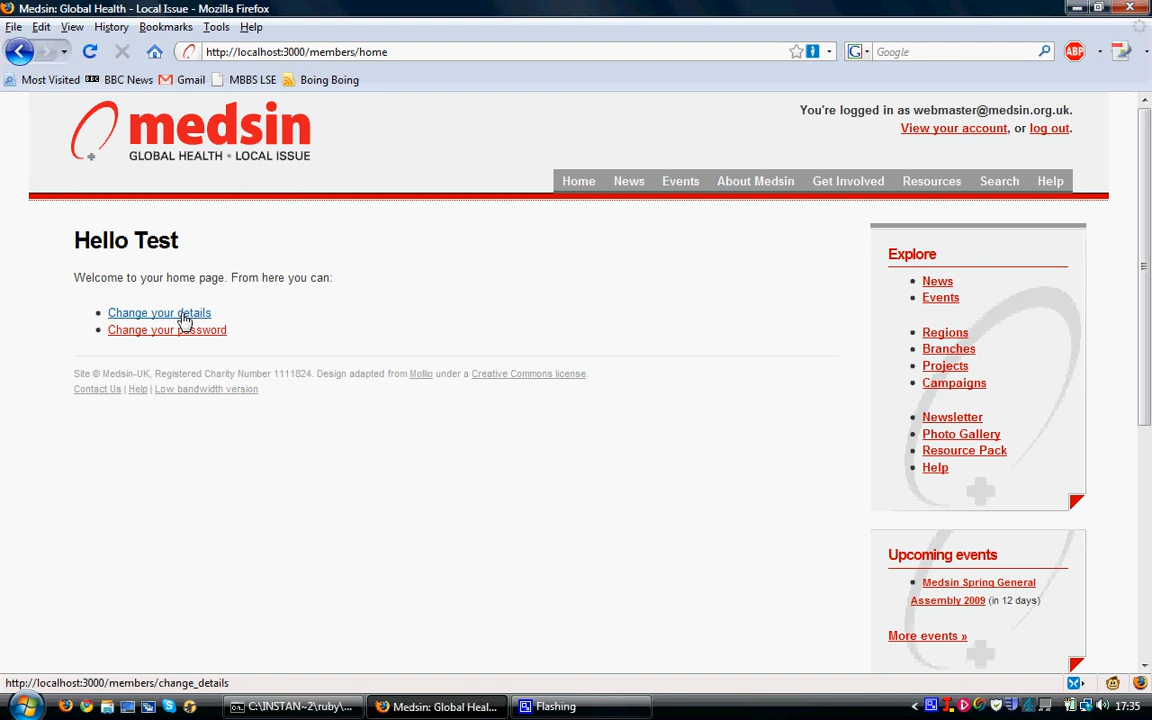 Medsin: Global Health - Local Issue - Mozilla Firefox
File Edit View History Bookmarks Tools Help
http://localhost:3000/members/home
G Google
ABP
Most Visited BBC BBC News Gmail MBBS LSE Boing Boing
medsin
GLOBAL HEALTH • LOCAL ISSUE
You're logged in as webmaster@medsin.org.uk.
View your account, or log out.
Home News Events About Medsin Get Involved Resources Search Help
Hello Test
Welcome to your home page. From here you can:
• Change your details
• Change your password
Site © Medsin-UK, Registered Charity Number 1111824. Design adapted from Mollio under a Creative Commons license.
Contact Us | Help | Low bandwidth version
Explore
• News
• Events
• Regions
• Branches
• Projects
• Campaigns
• Newsletter
• Photo Gallery
• Resource Pack
• Help
Upcoming events
• Medsin Spring General
Assembly 2009 (in 12 days)
More events »
http://localhost:3000/members/change_details
C:\INSTAN~2\ruby\... Medsin: Global Heal... Flashing
17:35